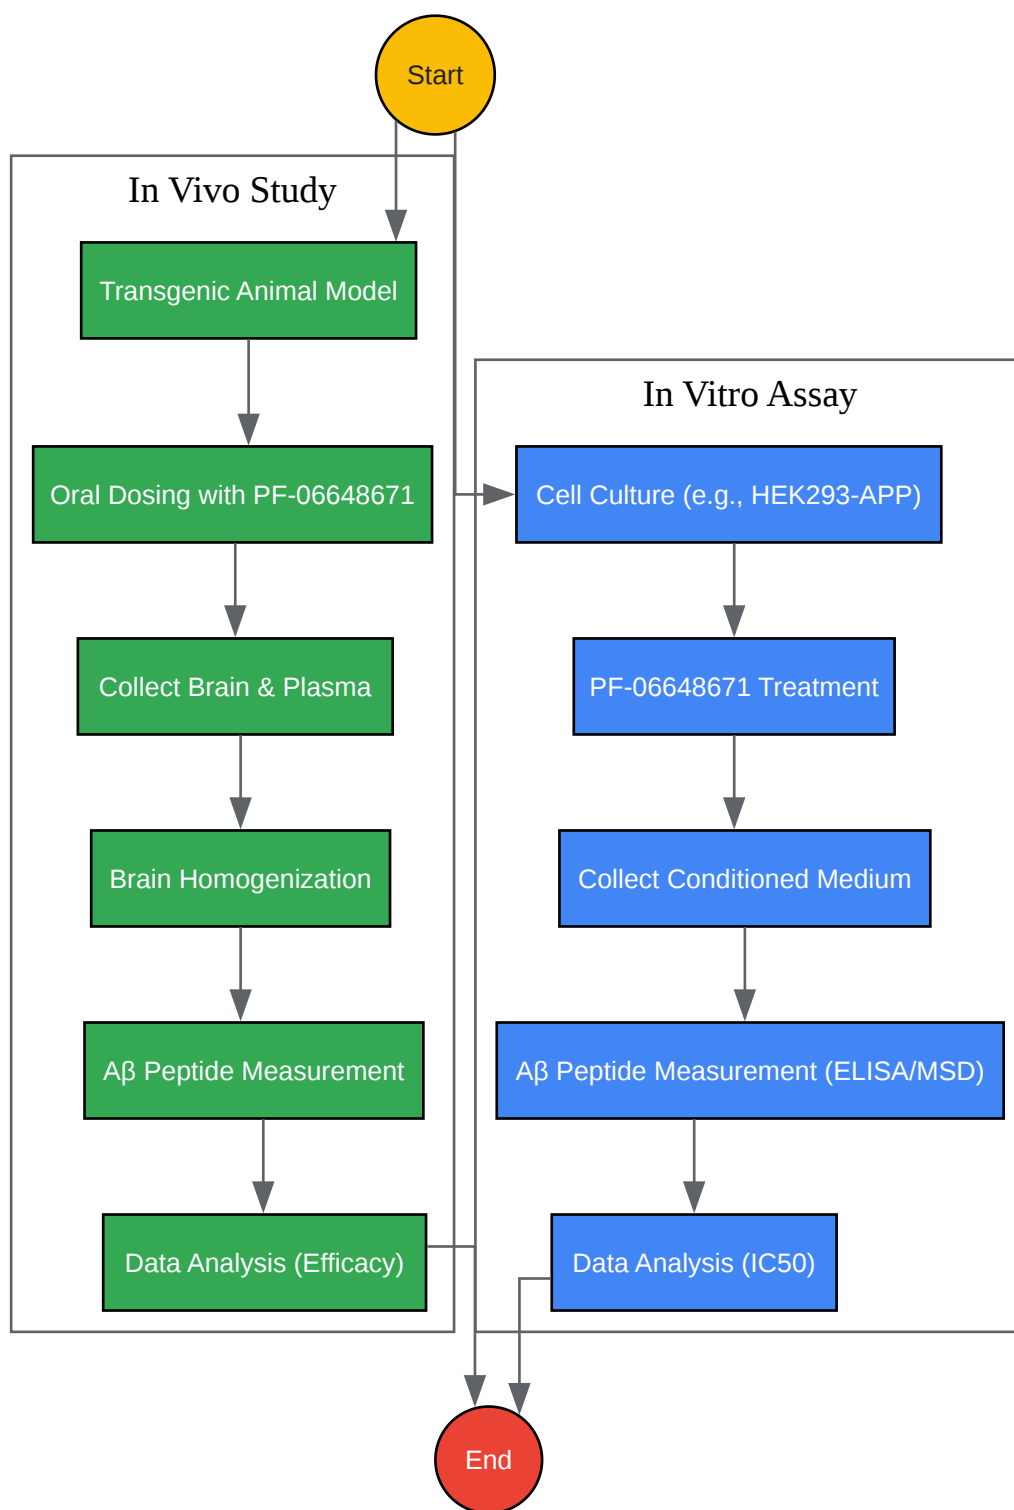 Start
In Vivo Study
Transgenic Animal Model
Oral Dosing with PF-06648671
Collect Brain & Plasma
Brain Homogenization
Aβ Peptide Measurement
Data Analysis (Efficacy)
In Vitro Assay
Cell Culture (e.g., HEK293-APP)
PF-06648671 Treatment
Collect Conditioned Medium
Aβ Peptide Measurement (ELISA/MSD)
Data Analysis (IC50)
End